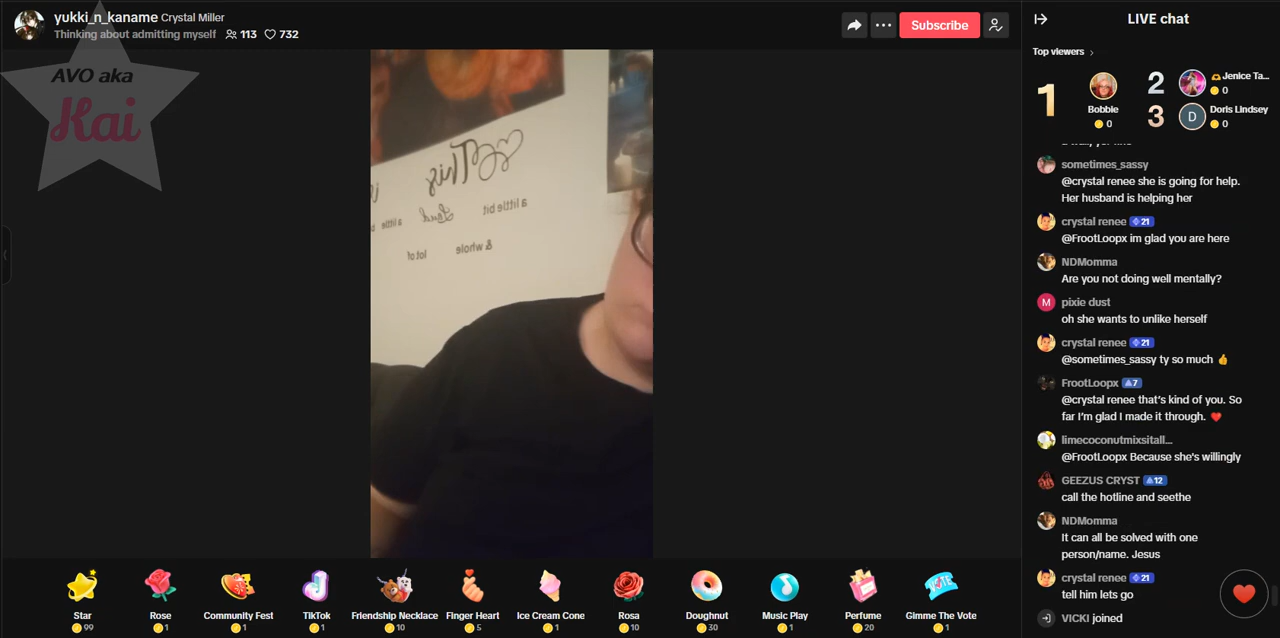 yukki_n_kaname Crystal Miller
Thinking about admitting myself 113 732
Subscribe
AVO aka
Kai
This
a little bit Loud a little
& whole lot of
Star
99
Rose
1
Community Fest
1
TikTok
1
Friendship Necklace
10
Finger Heart
5
Ice Cream Cone
1
Rosa
10
Doughnut
30
Music Play
1
Perfume
20
VOTE
Gimme The Vote
1
LIVE chat
Top viewers >
1
Bobbie
0
2
Jenice Ta...
0
3
D
Doris Lindsey
0
sometimes_sassy
@crystal renee she is going for help.
Her husband is helping her
crystal renee 21
@FrootLoopx im glad you are here
NDMomma
Are you not doing well mentally?
M pixie dust
oh she wants to unlike herself
crystal renee 21
@sometimes_sassy ty so much 👍
FrootLoopx 7
@crystal renee that's kind of you. So
far I'm glad I made it through. ❤️
limecoconutmixsitall...
@FrootLoopx Because she's willingly
GEEZUS CRYST 12
call the hotline and seethe
NDMomma
It can all be solved with one
person/name. Jesus
crystal renee 21
tell him lets go
VICKI joined